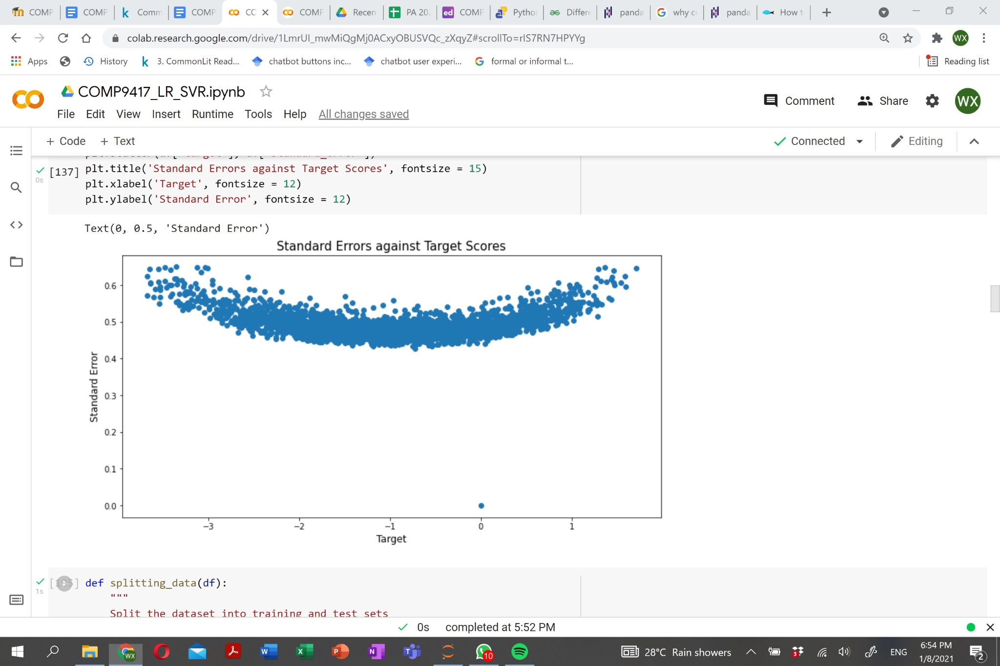 COMP COMP Comm COMP CC COMP Recen PA 202 COMP Pytho Differe panda why c panda How t
colab.research.google.com/drive/1LmrUI_mwMiQgMj0ACxyOBUSVQc_zXqyZ#scrollTo=rIS7RN7HPYYg
WX
Apps History 3. CommonLit Read... chatbot buttons inc... chatbot user experi... formal or informal t... Reading list
COMP9417_LR_SVR.ipynb
Comment Share WX
File Edit View Insert Runtime Tools Help All changes saved
+ Code + Text Connected Editing
[137] plt.title('Standard Errors against Target Scores', fontsize = 15)
0s
plt.xlabel('Target', fontsize = 12)
plt.ylabel('Standard Error', fontsize = 12)
Text(0, 0.5, 'Standard Error')
Standard Errors against Target Scores
0.6
0.5
0.4
0.3
0.2
0.1
0.0
Standard Error
−3 −2 −1 0 1
Target
def splitting_data(df):
1s
"""
Split the dataset into training and test sets
0s completed at 5:52 PM
28°C Rain showers ENG 6:54 PM
1/8/2021
WX 10 3 2